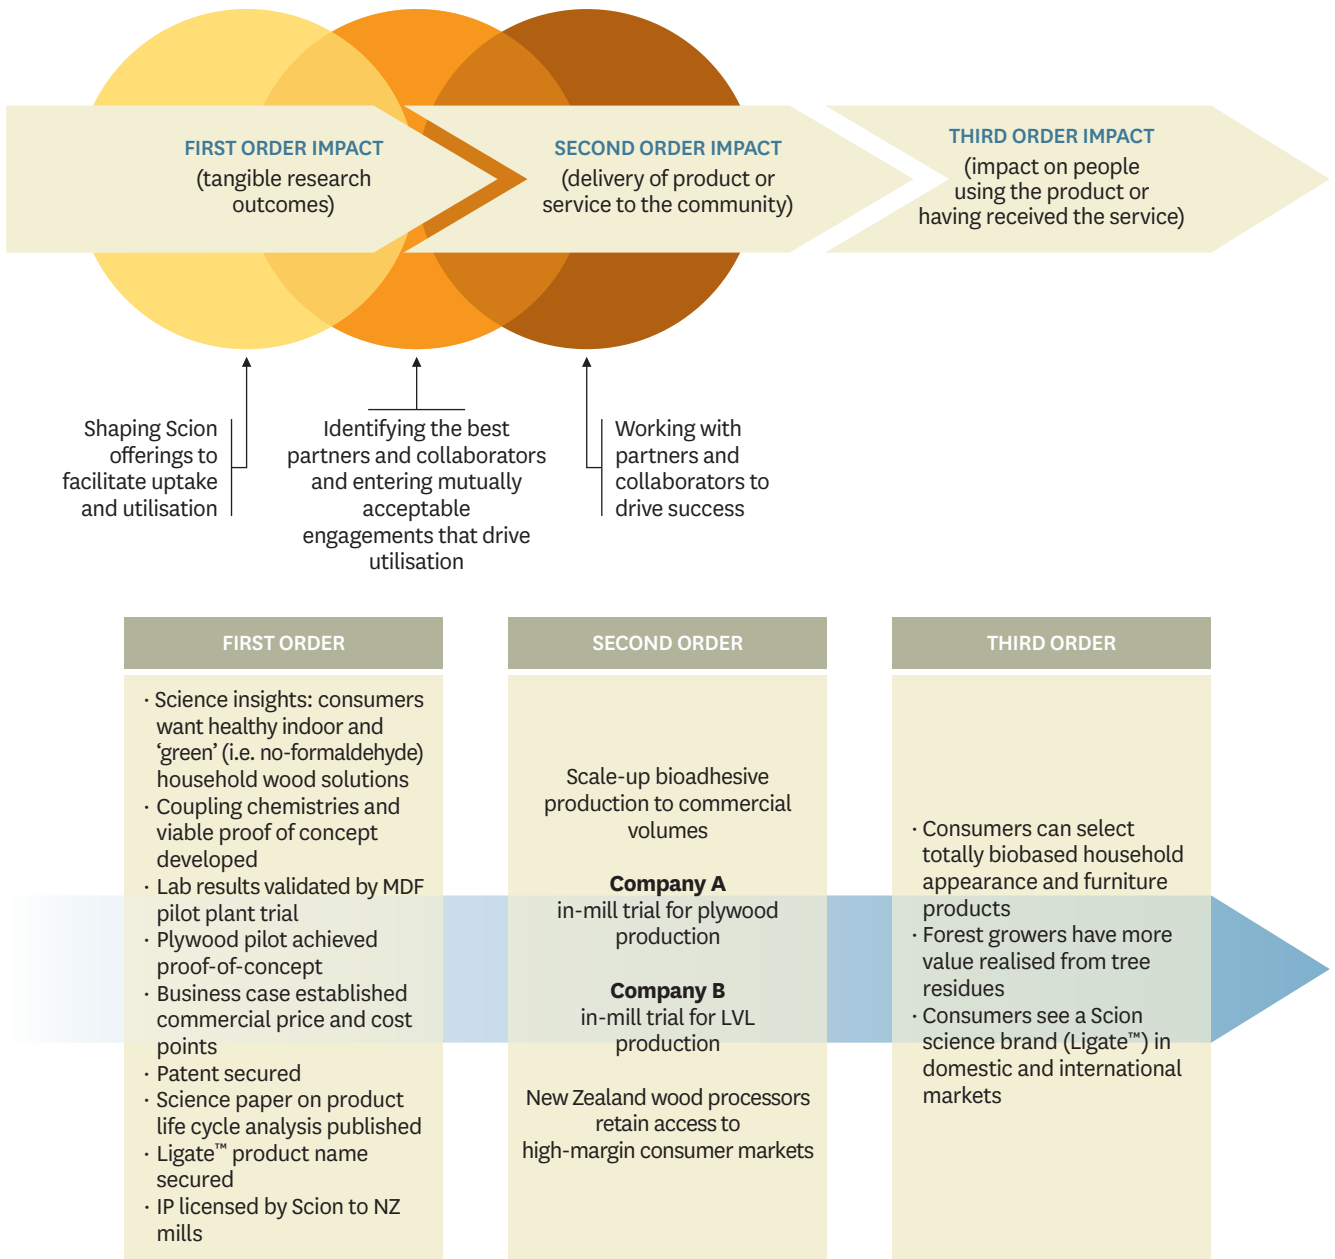 FIRST ORDER IMPACT
(tangible research
outcomes)
SECOND ORDER IMPACT
(delivery of product or
service to the community)
THIRD ORDER IMPACT
(impact on people
using the product or
having received the service)
Shaping Scion
offerings to
facilitate uptake
and utilisation
Identifying the best
partners and collaborators
and entering mutually
acceptable
engagements that drive
utilisation
Working with
partners and
collaborators to
drive success
FIRST ORDER
· Science insights: consumers
want healthy indoor and
‘green’ (i.e. no-formaldehyde)
household wood solutions
· Coupling chemistries and
viable proof of concept
developed
· Lab results validated by MDF
pilot plant trial
· Plywood pilot achieved
proof-of-concept
· Business case established
commercial price and cost
points
· Patent secured
· Science paper on product
life cycle analysis published
· Ligate™ product name
secured
· IP licensed by Scion to NZ
mills
SECOND ORDER
Scale-up bioadhesive
production to commercial
volumes
Company A
in-mill trial for plywood
production
Company B
in-mill trial for LVL
production
New Zealand wood processors
retain access to
high-margin consumer markets
THIRD ORDER
· Consumers can select
totally biobased household
appearance and furniture
products
· Forest growers have more
value realised from tree
residues
· Consumers see a Scion
science brand (Ligate™) in
domestic and international
markets